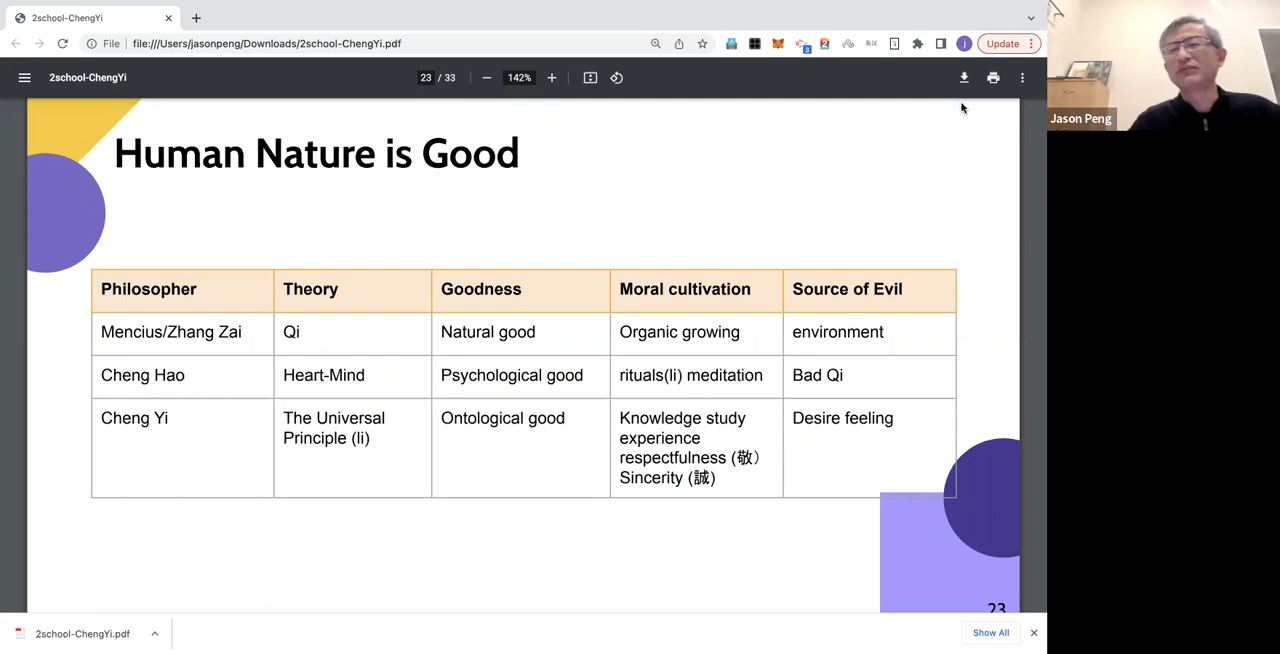 2school-ChengYi
File
file:///Users/jasonpeng/Downloads/2school-ChengYi.pdf
Update
2school-ChengYi
23 / 33
142%
Jason Peng
Human Nature is Good
Philosopher Theory Goodness Moral cultivation Source of Evil
Mencius/Zhang Zai Qi Natural good Organic growing environment
Cheng Hao Heart-Mind Psychological good rituals(li) meditation Bad Qi
Cheng Yi The Universal Ontological good Knowledge study Desire feeling
Principle (li) experience
respectfulness (敬）
Sincerity (誠)
23
2school-ChengYi.pdf
Show All